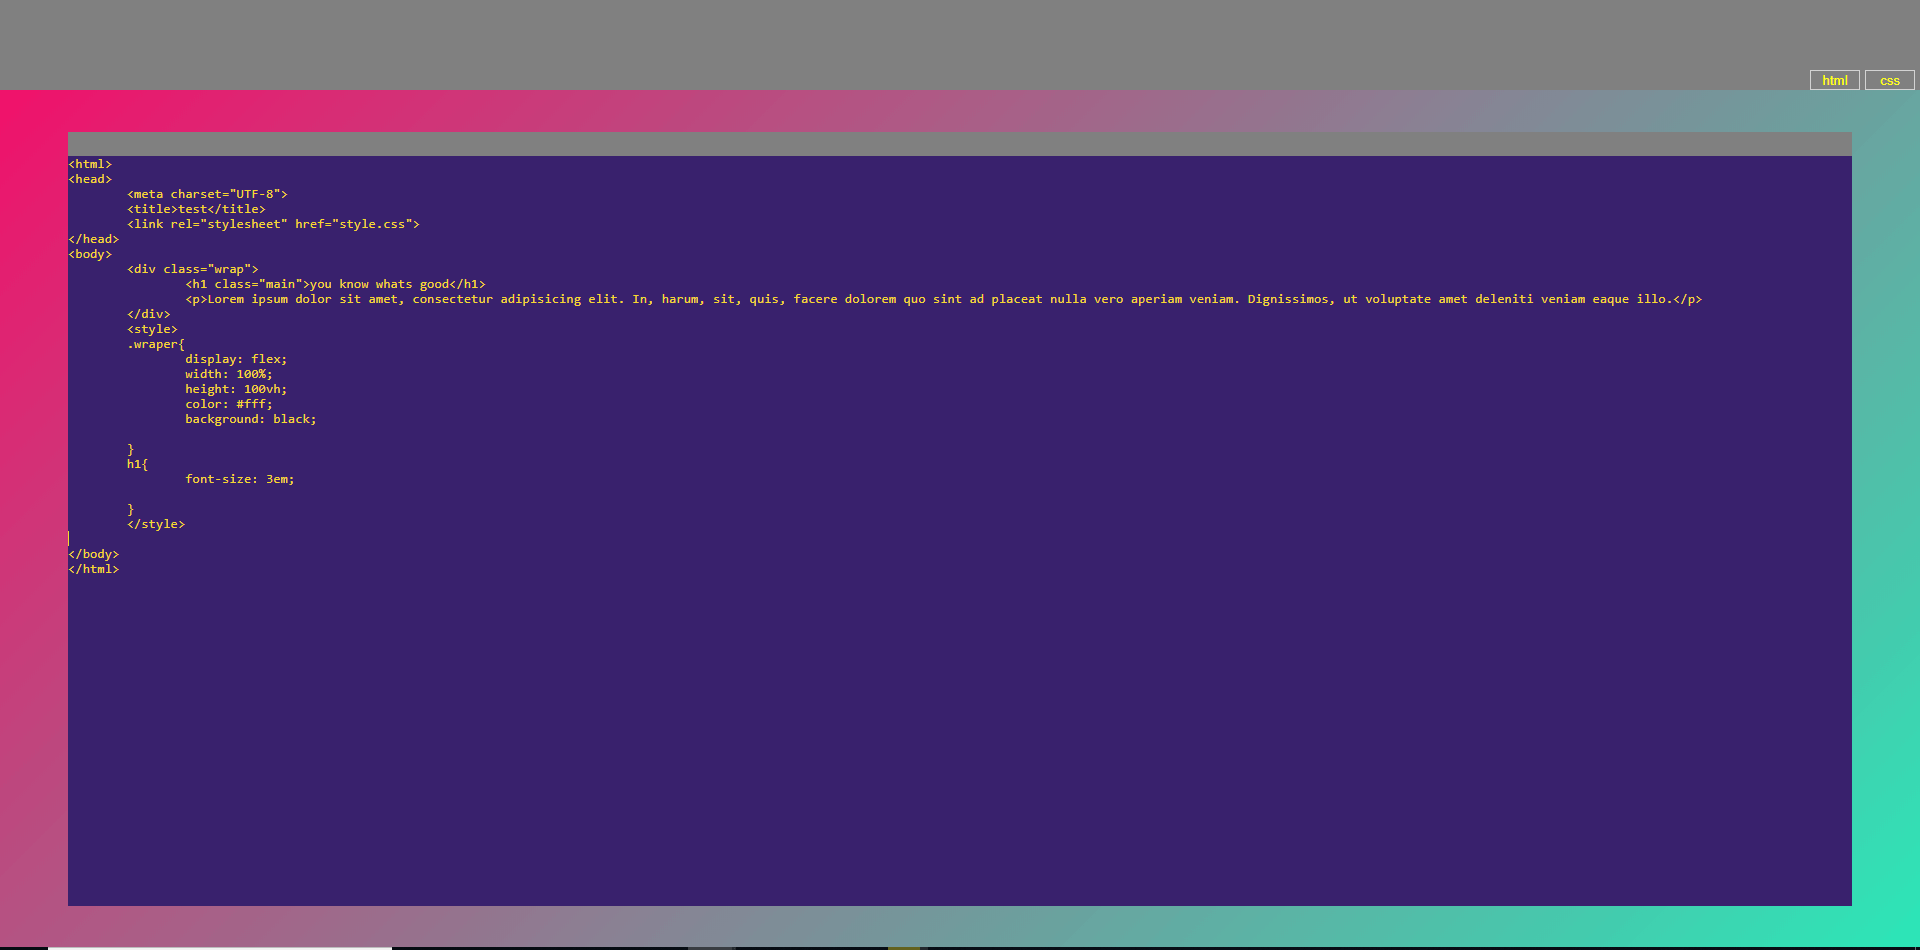 html css
<html>
<head>
<meta charset="UTF-8">
<title>test</title>
<link rel="stylesheet" href="style.css">
</head>
<body>
<div class="wrap">
<h1 class="main">you know whats good</h1>
<p>Lorem ipsum dolor sit amet, consectetur adipisicing elit. In, harum, sit, quis, facere dolorem quo sint ad placeat nulla vero aperiam veniam. Dignissimos, ut voluptate amet deleniti veniam eaque illo.</p>
</div>
<style>
.wraper{
display: flex;
width: 100%;
height: 100vh;
color: #fff;
background: black;
}
h1{
font-size: 3em;
}
</style>
</body>
</html>